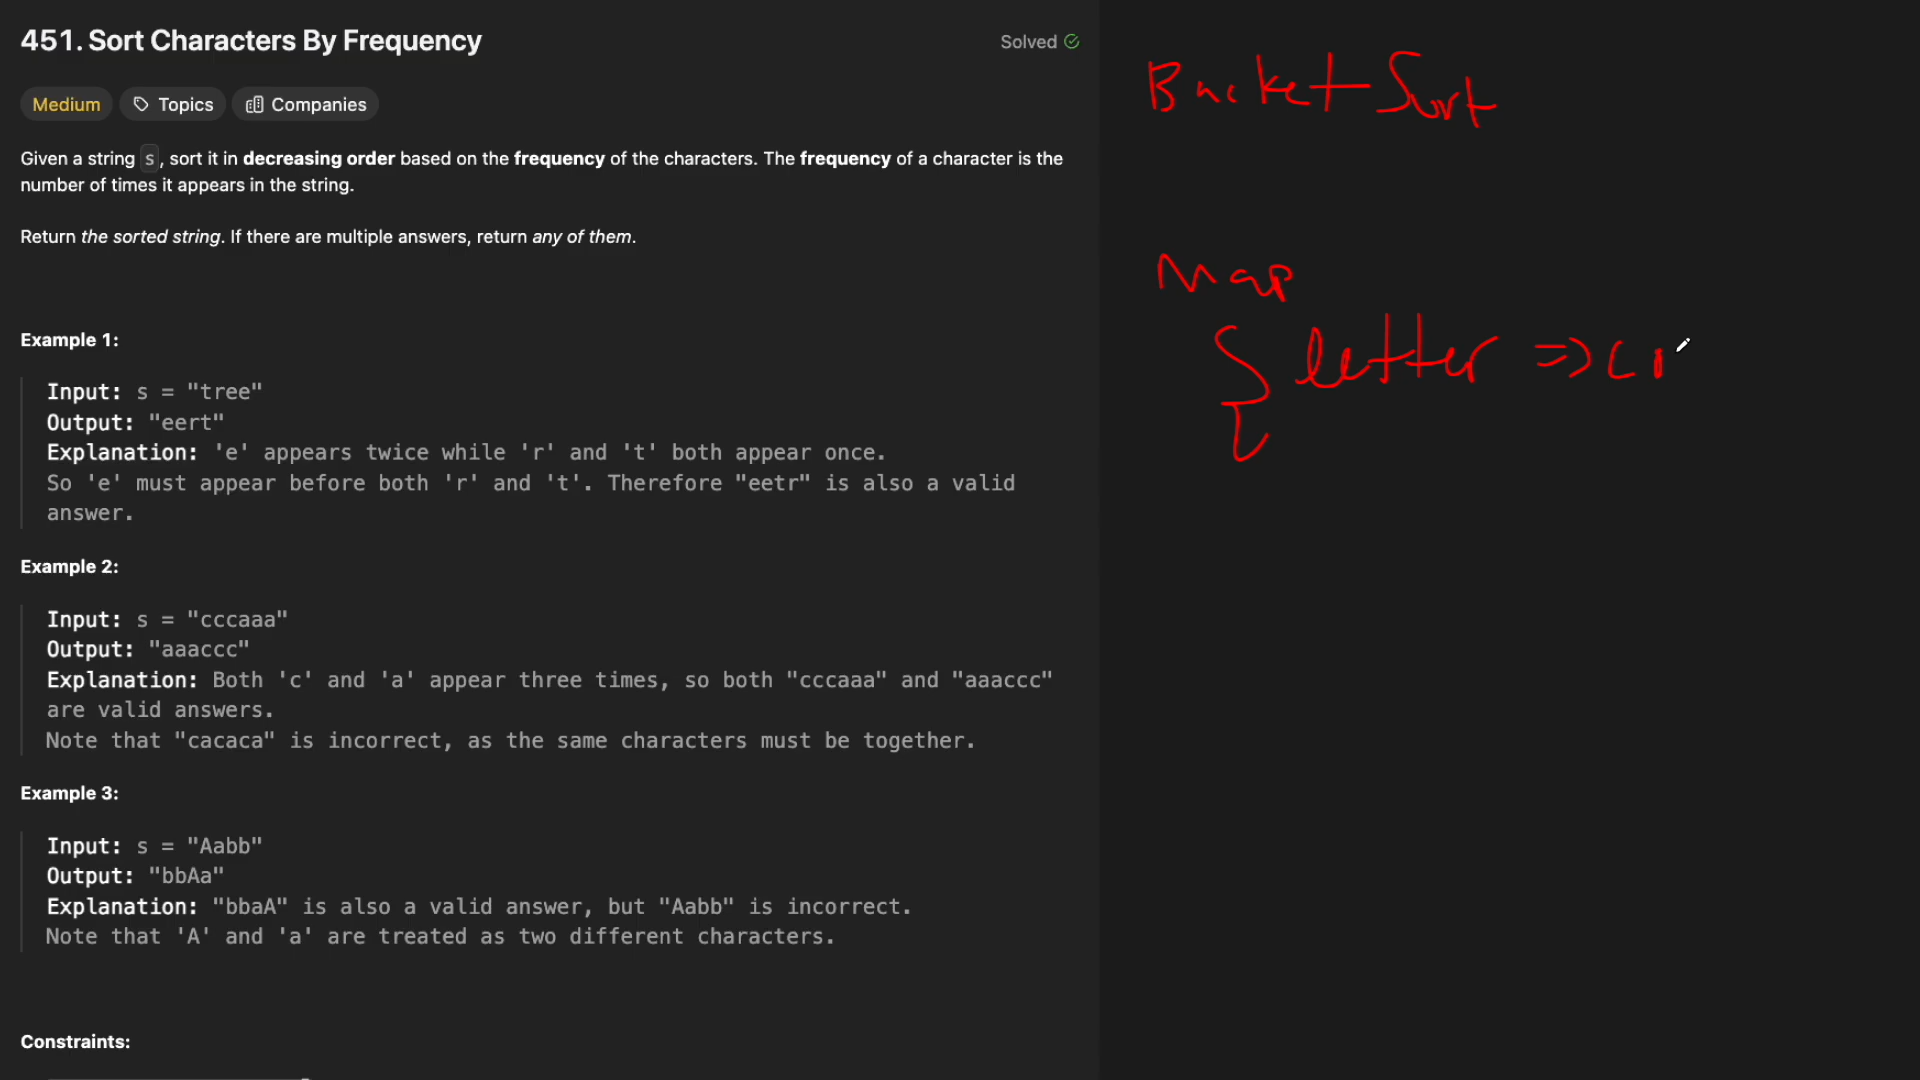 451. Sort Characters By Frequency
Solved
Medium Topics Companies
Given a string s, sort it in decreasing order based on the frequency of the characters. The frequency of a character is the
number of times it appears in the string.
Return the sorted string. If there are multiple answers, return any of them.
Example 1:
Input: s = "tree"
Output: "eert"
Explanation: 'e' appears twice while 'r' and 't' both appear once.
So 'e' must appear before both 'r' and 't'. Therefore "eetr" is also a valid
answer.
Example 2:
Input: s = "cccaaa"
Output: "aaaccc"
Explanation: Both 'c' and 'a' appear three times, so both "cccaaa" and "aaaccc"
are valid answers.
Note that "cacaca" is incorrect, as the same characters must be together.
Example 3:
Input: s = "Aabb"
Output: "bbAa"
Explanation: "bbaA" is also a valid answer, but "Aabb" is incorrect.
Note that 'A' and 'a' are treated as two different characters.
Constraints:
Bucket Sort
Map
{ letter =>